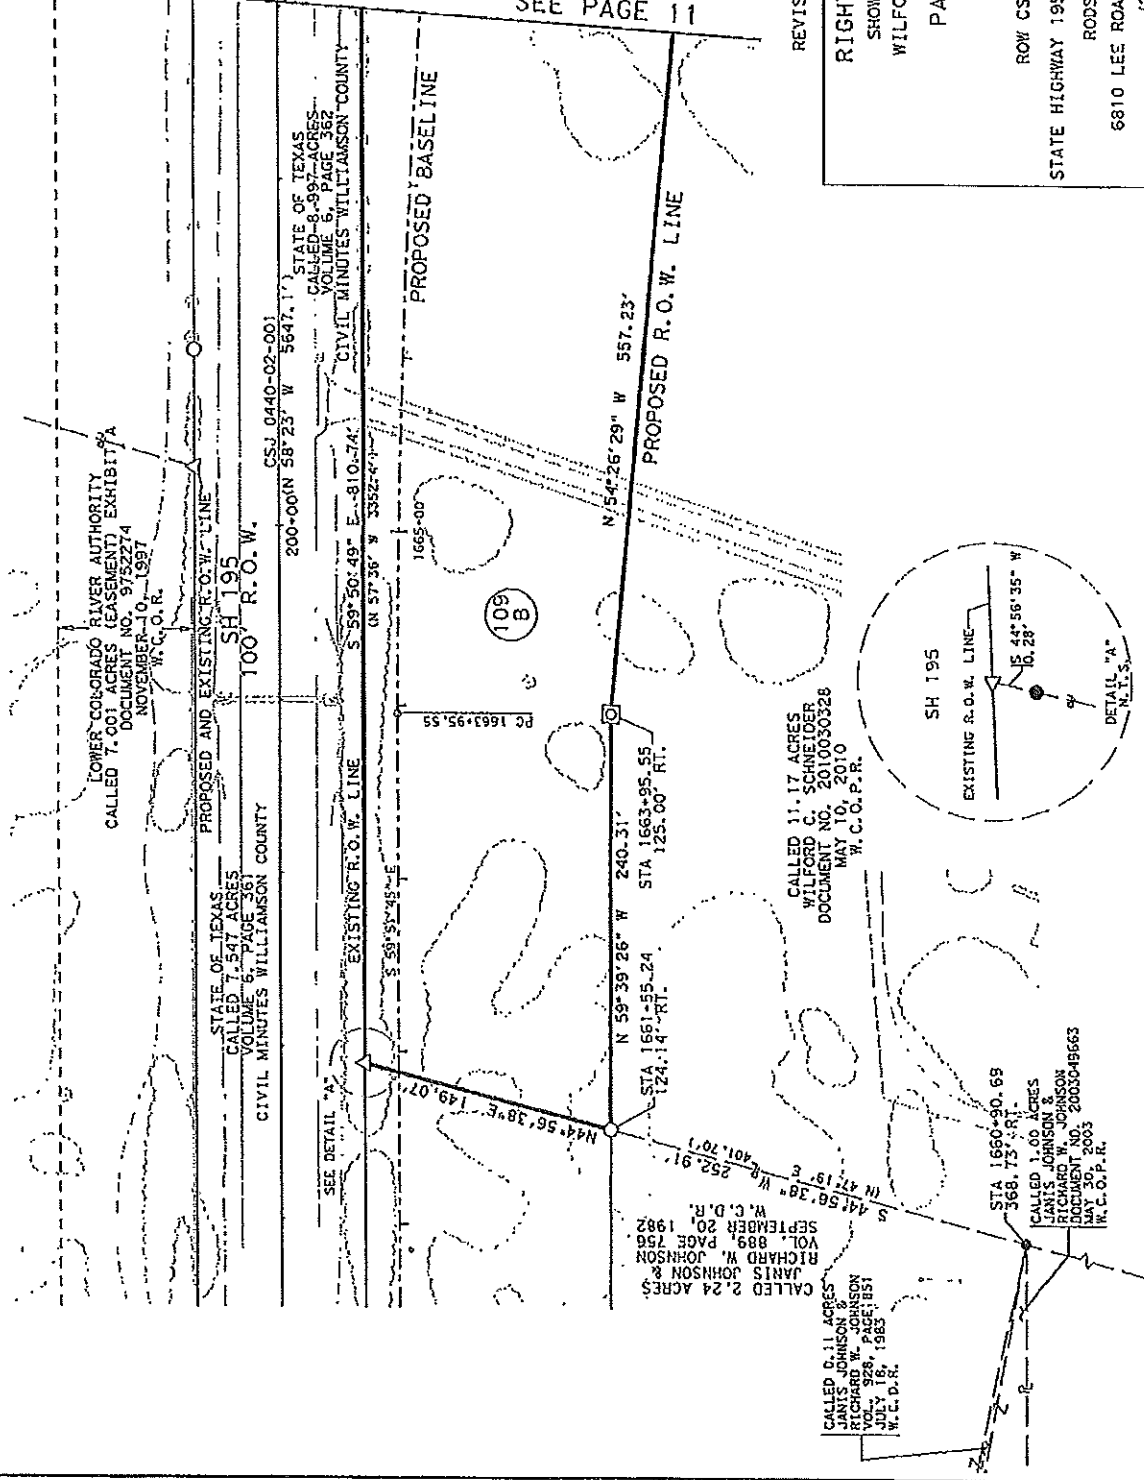 SEE PAGE 11
LOWER COLORADO RIVER AUTHORITY
CALLED 7.001 ACRES (EASEMENT) EXHIBIT A
DOCUMENT NO. 9752274
NOVEMBER 10, 1997
W.C.O.R.
PROPOSED AND EXISTING R.O.W. LINE
SH 195
100' R.O.W.
STATE OF TEXAS
CALLED 7.547 ACRES
VOLUME 6, PAGE 361
CIVIL MINUTES WILLIAMSON COUNTY
CSJ 0440-02-001
200+00
(N 58°23' W 5647.1')
STATE OF TEXAS
CALLED 8.997 ACRES
VOLUME 6, PAGE 362
CIVIL MINUTES WILLIAMSON COUNTY
SEE DETAIL "A"
EXISTING R.O.W. LINE
S 59°50'49" E 810.74'
(N 57°36' W 3352.4')
PROPOSED BASELINE
S 59°51'45" E
PC 1663+95.55
1665+00
109
B
N44°56'38"E 149.07'
N 59°39'26" W 240.31'
N 54°26'29" W 557.23'
PROPOSED R.O.W. LINE
STA 1661+55.24
124.14' RT.
STA 1663+95.55
125.00' RT.
S 44°56'38" W 252.91'
(N 47°19' E 401.70')
CALLED 2.24 ACRES
JANIS JOHNSON &
RICHARD W. JOHNSON
VOL. 889, PAGE 756
SEPTEMBER 20, 1982
W.C.D.R.
CALLED 11.17 ACRES
WILFORD C. SCHNEIDER
DOCUMENT NO. 2010030328
MAY 10, 2010
W.C.O.P.R.
CALLED 0.11 ACRES
JANIS JOHNSON &
RICHARD W. JOHNSON
VOL. 928, PAGE 851
JULY 18, 1983
W.C.D.R.
STA 1660+90.69
368.73' RT.
CALLED 1.00 ACRES
JANIS JOHNSON &
RICHARD W. JOHNSON
DOCUMENT NO. 2003049663
MAY 30, 2003
W.C.O.P.R.
SH 195
EXISTING R.O.W. LINE
S 44°56'35" W
0.28'
DETAIL "A"
N.T.S.
REVIS
RIGH
SHOW
WILFO
PA
ROW CS
STATE HIGHWAY 195
RODS
6810 LEE ROA